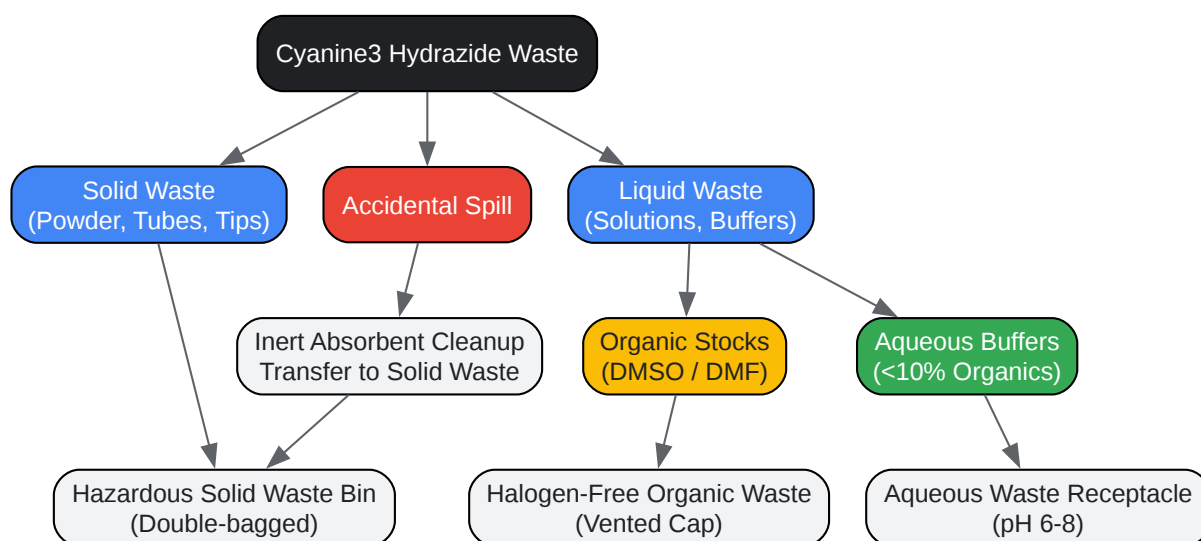 Cyanine3 Hydrazide Waste
Solid Waste
(Powder, Tubes, Tips)
Accidental Spill
Liquid Waste
(Solutions, Buffers)
Inert Absorbent Cleanup
Transfer to Solid Waste
Organic Stocks
(DMSO / DMF)
Aqueous Buffers
(<10% Organics)
Hazardous Solid Waste Bin
(Double-bagged)
Halogen-Free Organic Waste
(Vented Cap)
Aqueous Waste Receptacle
(pH 6-8)